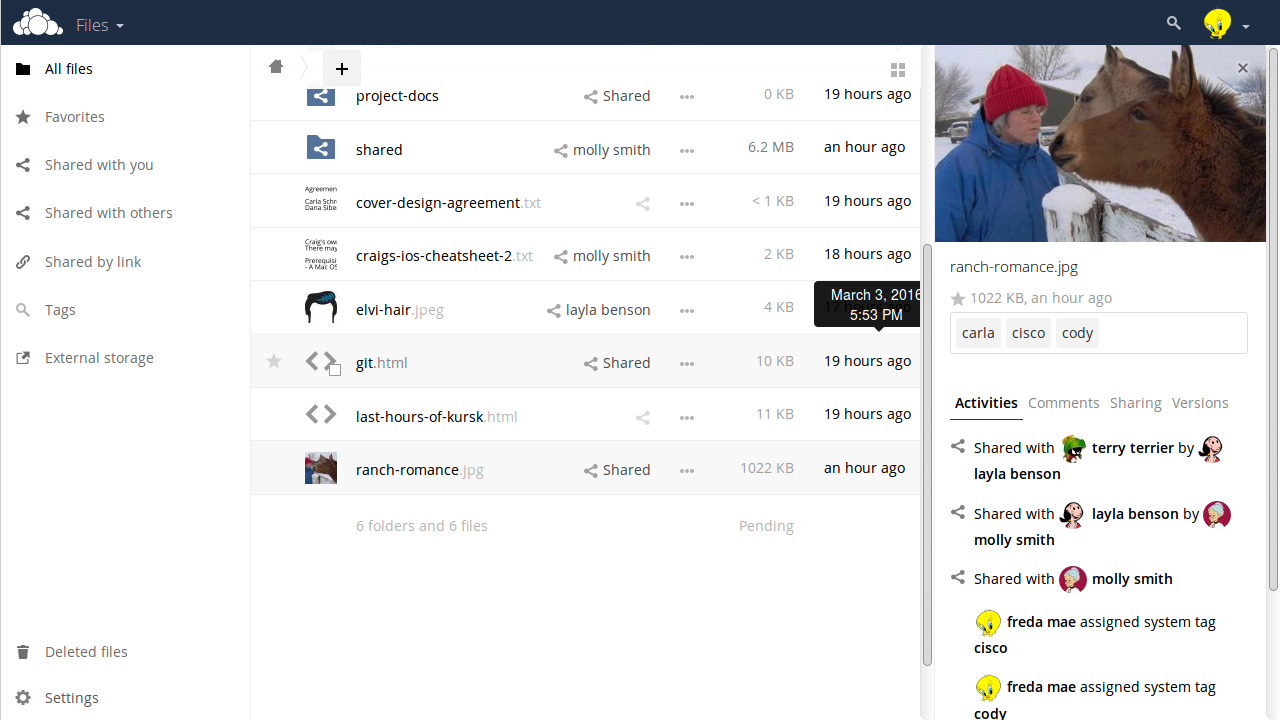 Files
All files
Favorites
Shared with you
Shared with others
Shared by link
Tags
External storage
Deleted files
Settings
+
project-docs Shared ••• 0 KB 19 hours ago
shared molly smith ••• 6.2 MB an hour ago
Agreemen
Carla Schr
Dana Sibe
cover-design-agreement.txt ••• < 1 KB 19 hours ago
Craig's ow
There may
Prerequisi
- A Mac OS
craigs-ios-cheatsheet-2.txt molly smith ••• 2 KB 18 hours ago
March 3, 2016
5:53 PM
elvi-hair.jpeg layla benson ••• 4 KB 17 hours ago
git.html Shared ••• 10 KB 19 hours ago
last-hours-of-kursk.html ••• 11 KB 19 hours ago
ranch-romance.jpg Shared ••• 1022 KB an hour ago
6 folders and 6 files Pending
ranch-romance.jpg
1022 KB, an hour ago
carla cisco cody
Activities Comments Sharing Versions
Shared with terry terrier by
layla benson
Shared with layla benson by
molly smith
Shared with molly smith
freda mae assigned system tag
cisco
freda mae assigned system tag
cody